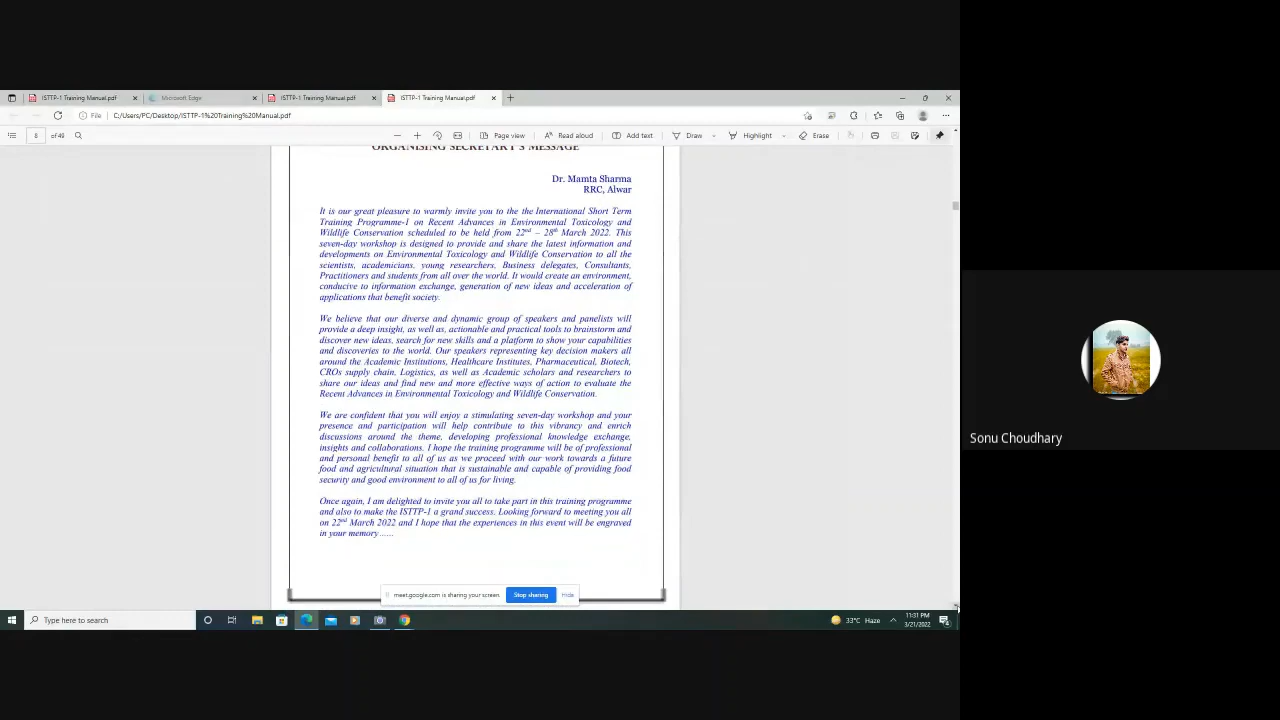 ISTTP-1 Training Manual.pdf
Microsoft Edge
ISTTP-1 Training Manual.pdf
ISTTP-1 Training Manual.pdf
File C:/Users/PC/Desktop/ISTTP-1%20Training%20Manual.pdf
8 of 49
Page view
Read aloud
Add text
Draw
Highlight
Erase
ORGANISING SECRETARY'S MESSAGE
Dr. Mamta Sharma
RRC, Alwar
It is our great pleasure to warmly invite you to the the International Short Term
Training Programme-1 on Recent Advances in Environmental Toxicology and
Wildlife Conservation scheduled to be held from 22nd – 28th March 2022. This
seven-day workshop is designed to provide and share the latest information and
developments on Environmental Toxicology and Wildlife Conservation to all the
scientists, academicians, young researchers, Business delegates, Consultants,
Practitioners and students from all over the world. It would create an environment,
conducive to information exchange, generation of new ideas and acceleration of
applications that benefit society.
We believe that our diverse and dynamic group of speakers and panelists will
provide a deep insight, as well as, actionable and practical tools to brainstorm and
discover new ideas, search for new skills and a platform to show your capabilities
and discoveries to the world. Our speakers representing key decision makers all
around the Academic Institutions, Healthcare Institutes, Pharmaceutical, Biotech,
CROs supply chain, Logistics, as well as Academic scholars and researchers to
share our ideas and find new and more effective ways of action to evaluate the
Recent Advances in Environmental Toxicology and Wildlife Conservation.
We are confident that you will enjoy a stimulating seven-day workshop and your
presence and participation will help contribute to this vibrancy and enrich
discussions around the theme, developing professional knowledge exchange,
insights and collaborations. I hope the training programme will be of professional
and personal benefit to all of us as we proceed with our work towards a future
food and agricultural situation that is sustainable and capable of providing food
security and good environment to all of us for living.
Once again, I am delighted to invite you all to take part in this training programme
and also to make the ISTTP-1 a grand success. Looking forward to meeting you all
on 22nd March 2022 and I hope that the experiences in this event will be engraved
in your memory……
meet.google.com is sharing your screen.
Stop sharing
Hide
Type here to search
33°C Haze
11:31 PM
3/21/2022
Sonu Choudhary